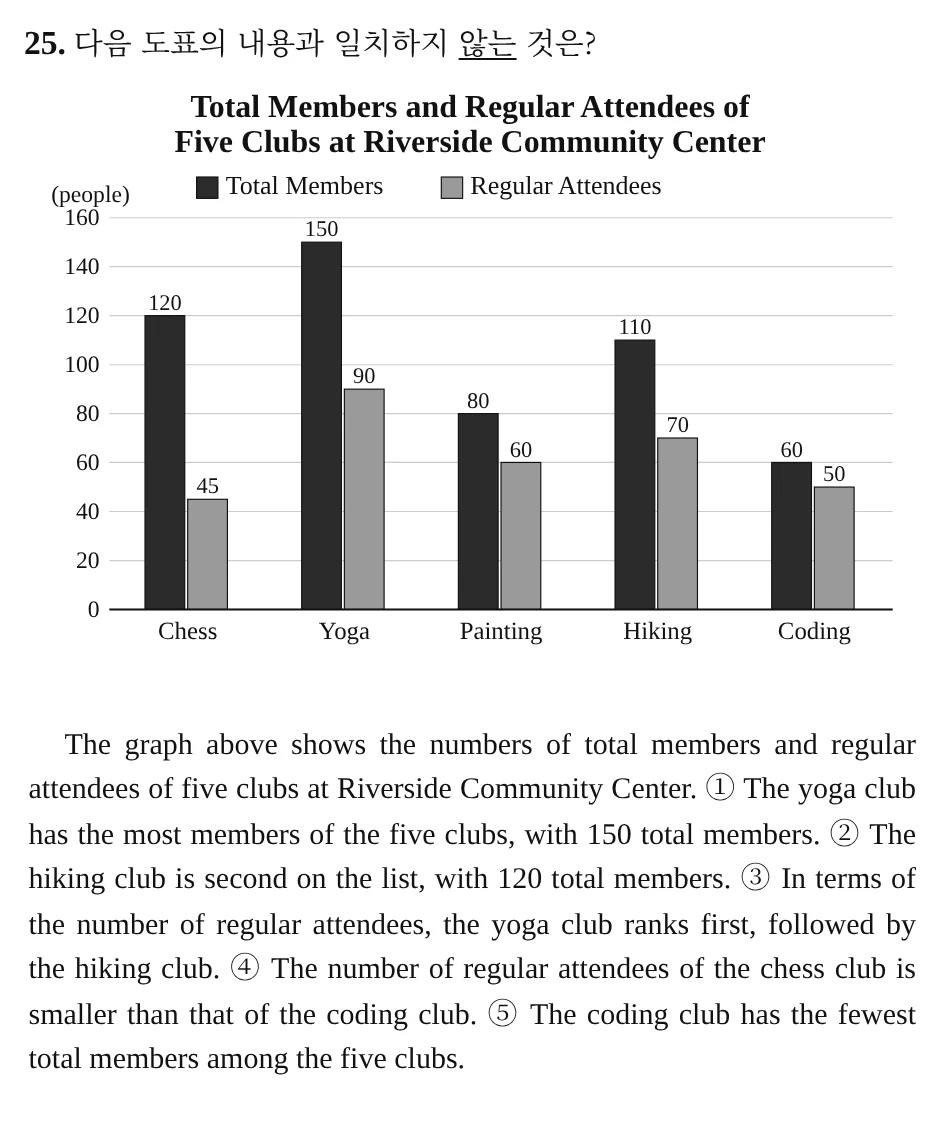 25. 다음 도표의 내용과 일치하지 않는 것은?
Total Members and Regular Attendees of
Five Clubs at Riverside Community Center
(people)
Total Members Regular Attendees
160
140
120
100
80
60
40
20
0
120 45
150 90
80 60
110 70
60 50
Chess Yoga Painting Hiking Coding
The graph above shows the numbers of total members and regular
attendees of five clubs at Riverside Community Center. ① The yoga club
has the most members of the five clubs, with 150 total members. ② The
hiking club is second on the list, with 120 total members. ③ In terms of
the number of regular attendees, the yoga club ranks first, followed by
the hiking club. ④ The number of regular attendees of the chess club is
smaller than that of the coding club. ⑤ The coding club has the fewest
total members among the five clubs.